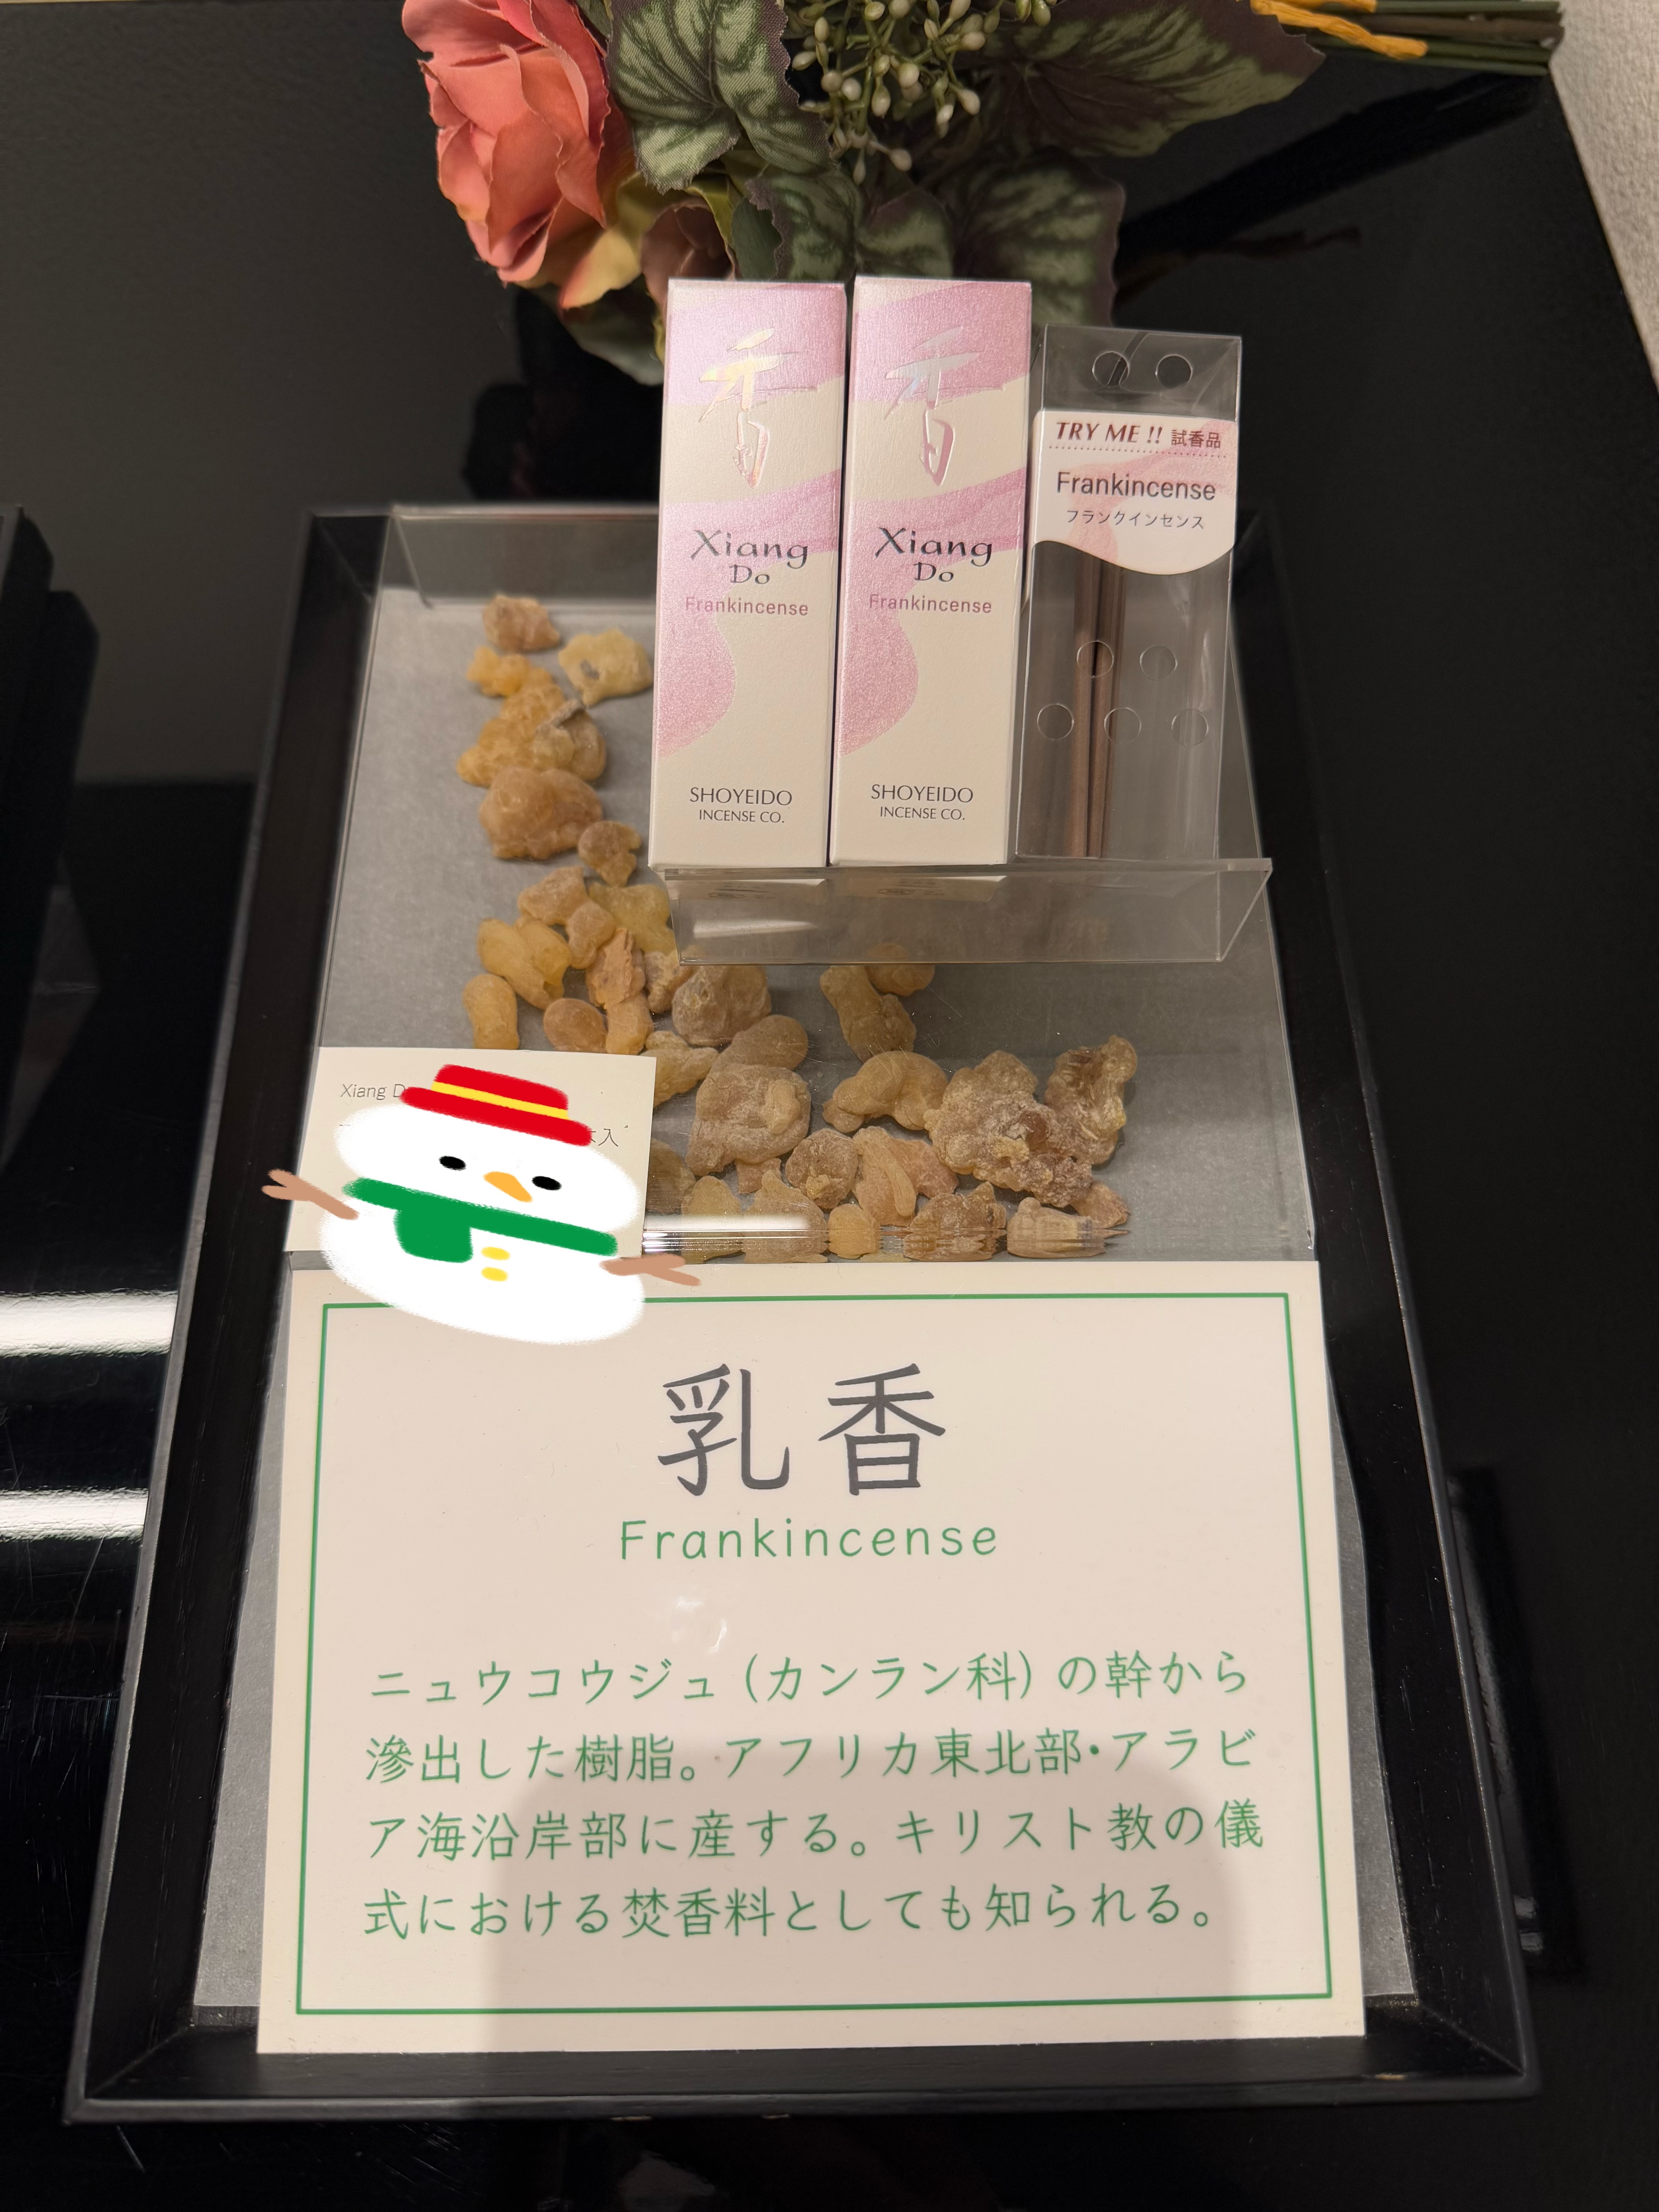 香
Xiang
Do
Frankincense
SHOYEIDO
INCENSE CO.
香
Xiang
Do
Frankincense
SHOYEIDO
INCENSE CO.
TRY ME !! 試香品
Frankincense
フランクインセンス
Xiang
入
乳香
Frankincense
ニュウコウジュ (カンラン科) の幹から
滲出した樹脂。アフリカ東北部・アラビ
ア海沿岸部に産する。キリスト教の儀
式における焚香料としても知られる。